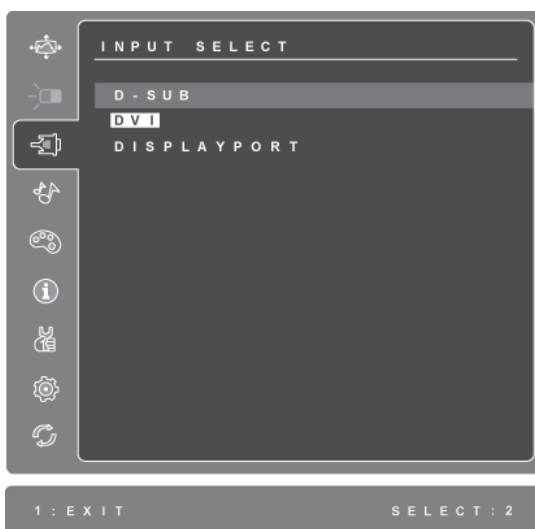 INPUT SELECT
D-SUB
DVI
DISPLAYPORT
1:EXIT SELECT:2